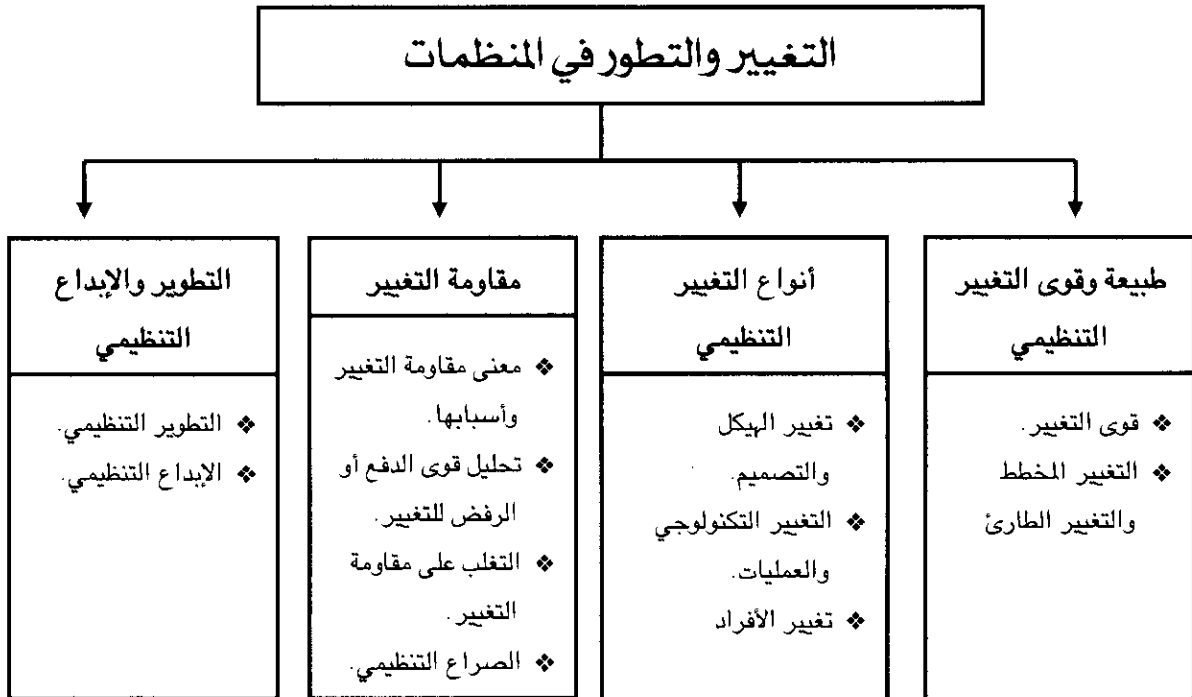 التغيير والتطور في المنظمات
طبيعة وقوى التغيير
التنظيمي
❖ قوى التغيير.
❖ التغيير المخطط
والتغيير الطارئ
أنواع التغيير
التنظيمي
❖ تغيير الهيكل
والتصميم.
❖ التغيير التكنولوجي
والعمليات.
❖ تغيير الأفراد
مقاومة التغيير
❖ معنى مقاومة التغيير
وأسبابها.
❖ تحليل قوى الدفع أو
الرفض للتغيير.
❖ التغلب على مقاومة
التغيير.
❖ الصراع التنظيمي.
التطوير والإبداع
التنظيمي
❖ التطوير التنظيمي.
❖ الإبداع التنظيمي.